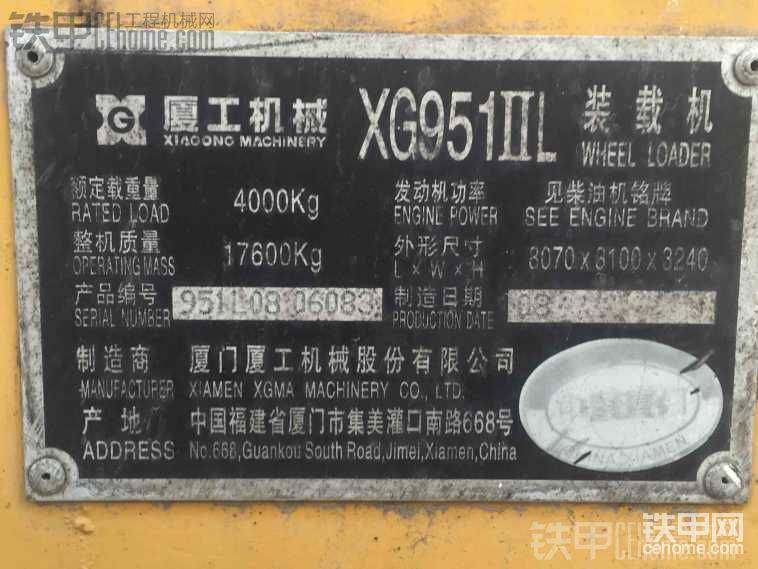 铁甲 工程机械网
cehome.com
G 厦工机械 XG951ⅢL 装载机
XIAGONG MACHINERY WHEEL LOADER
额定载重量 4000Kg 发动机功率 见柴油机铭牌
RATED LOAD ENGINE POWER SEE ENGINE BRAND
整机质量 17600Kg 外形尺寸 8070x3100x3240
OPERATING MASS L×W×H
产品编号 951L08 06083 制造日期 08
SERIAL NUMBER PRODUCTION DATE
制造商 厦门厦工机械股份有限公司
MANUFACTURER XIAMEN XGMA MACHINERY CO., LTD.
产地 中国福建省厦门市集美灌口南路668号
ADDRESS No.668,Guankou South Road,Jimei,Xiamen,China
XIAMEN
铁甲 铁甲网
cehome.com